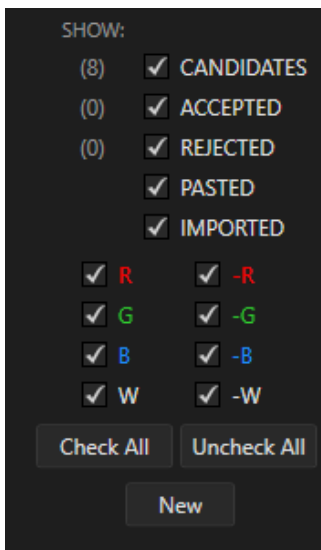 SHOW:
(8) CANDIDATES
(0) ACCEPTED
(0) REJECTED
PASTED
IMPORTED
R -R
G -G
B -B
W -W
Check All Uncheck All
New